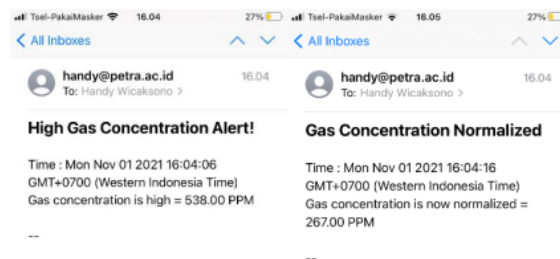 Tsel-PakaiMasker 16.04 27%
All Inboxes
handy@petra.ac.id 16.04
To: Handy Wicaksono >
High Gas Concentration Alert!
Time : Mon Nov 01 2021 16:04:06
GMT+0700 (Western Indonesia Time)
Gas concentration is high = 538.00 PPM
--
Tsel-PakaiMasker 16.05 27%
All Inboxes
handy@petra.ac.id 16.04
To: Handy Wicaksono >
Gas Concentration Normalized
Time : Mon Nov 01 2021 16:04:16
GMT+0700 (Western Indonesia Time)
Gas concentration is now normalized =
267.00 PPM
--